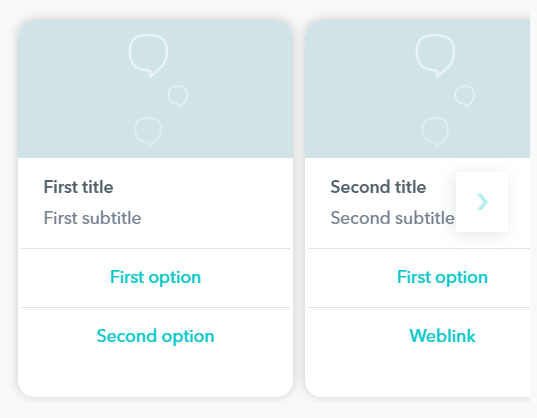 First title
First subtitle
First option
Second option
Second title
Second subtitle
First option
Weblink